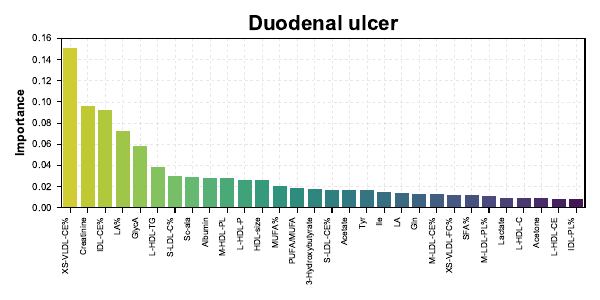 Duodenal ulcer
Importance
0.16
0.14
0.12
0.10
0.08
0.06
0.04
0.02
0.00
XS-VLDL-CE%
Creatinine
IDL-CE%
LA%
GlycA
L-HDL-TG
S-LDL-C%
Sc-ala
Albumin
M-HDL-PL
L-HDL-P
HDL-size
MUFA%
PUFA/MUFA
3-Hydroxybutyrate
S-LDL-CE%
Acetate
Tyr
Ile
LA
Gln
M-LDL-CE%
XS-VLDL-FC%
SFA%
M-LDL-PL%
Lactate
L-HDL-C
Acetone
L-HDL-CE
IDL-PL%